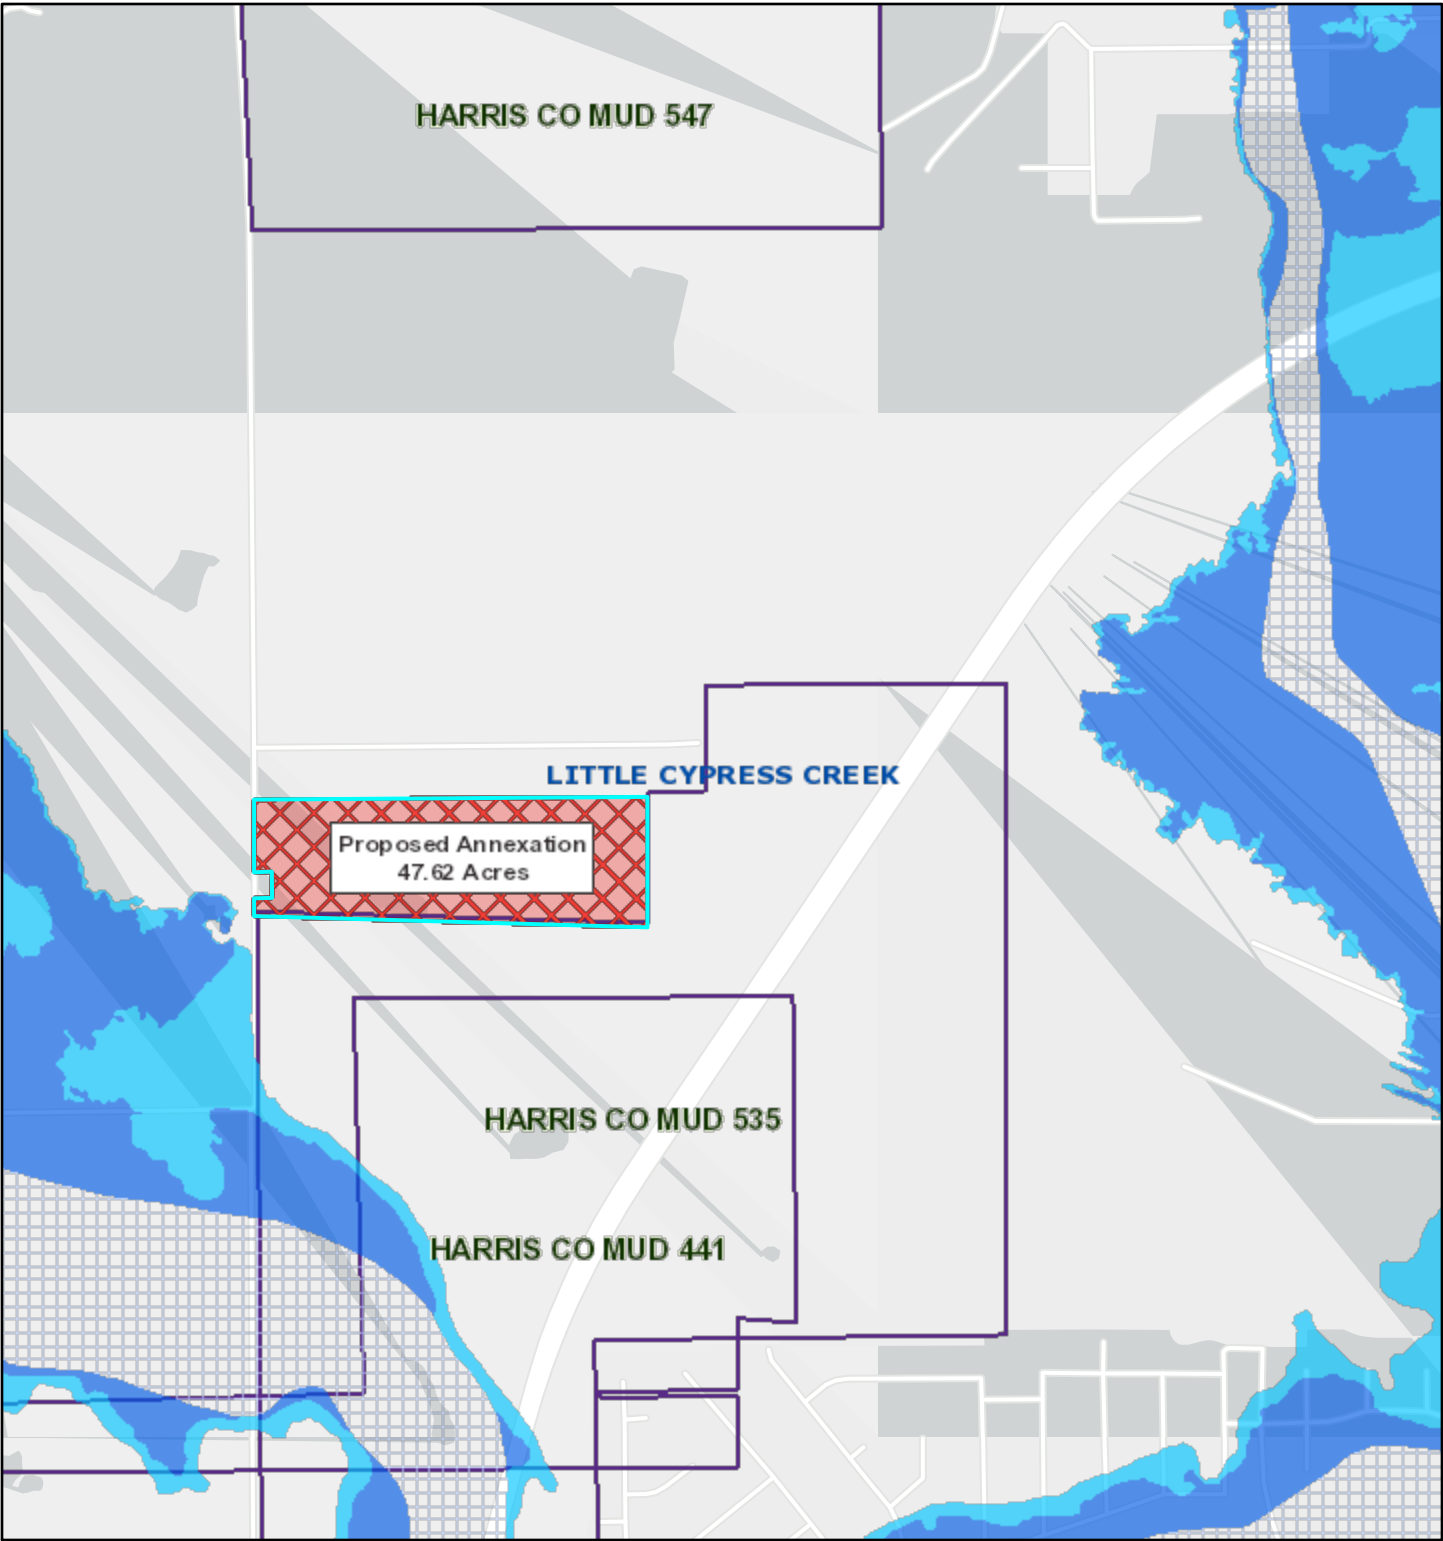 HARRIS CO MUD 547
LITTLE CYPRESS CREEK
Proposed Annexation
47.62 Acres
HARRIS CO MUD 535
HARRIS CO MUD 441